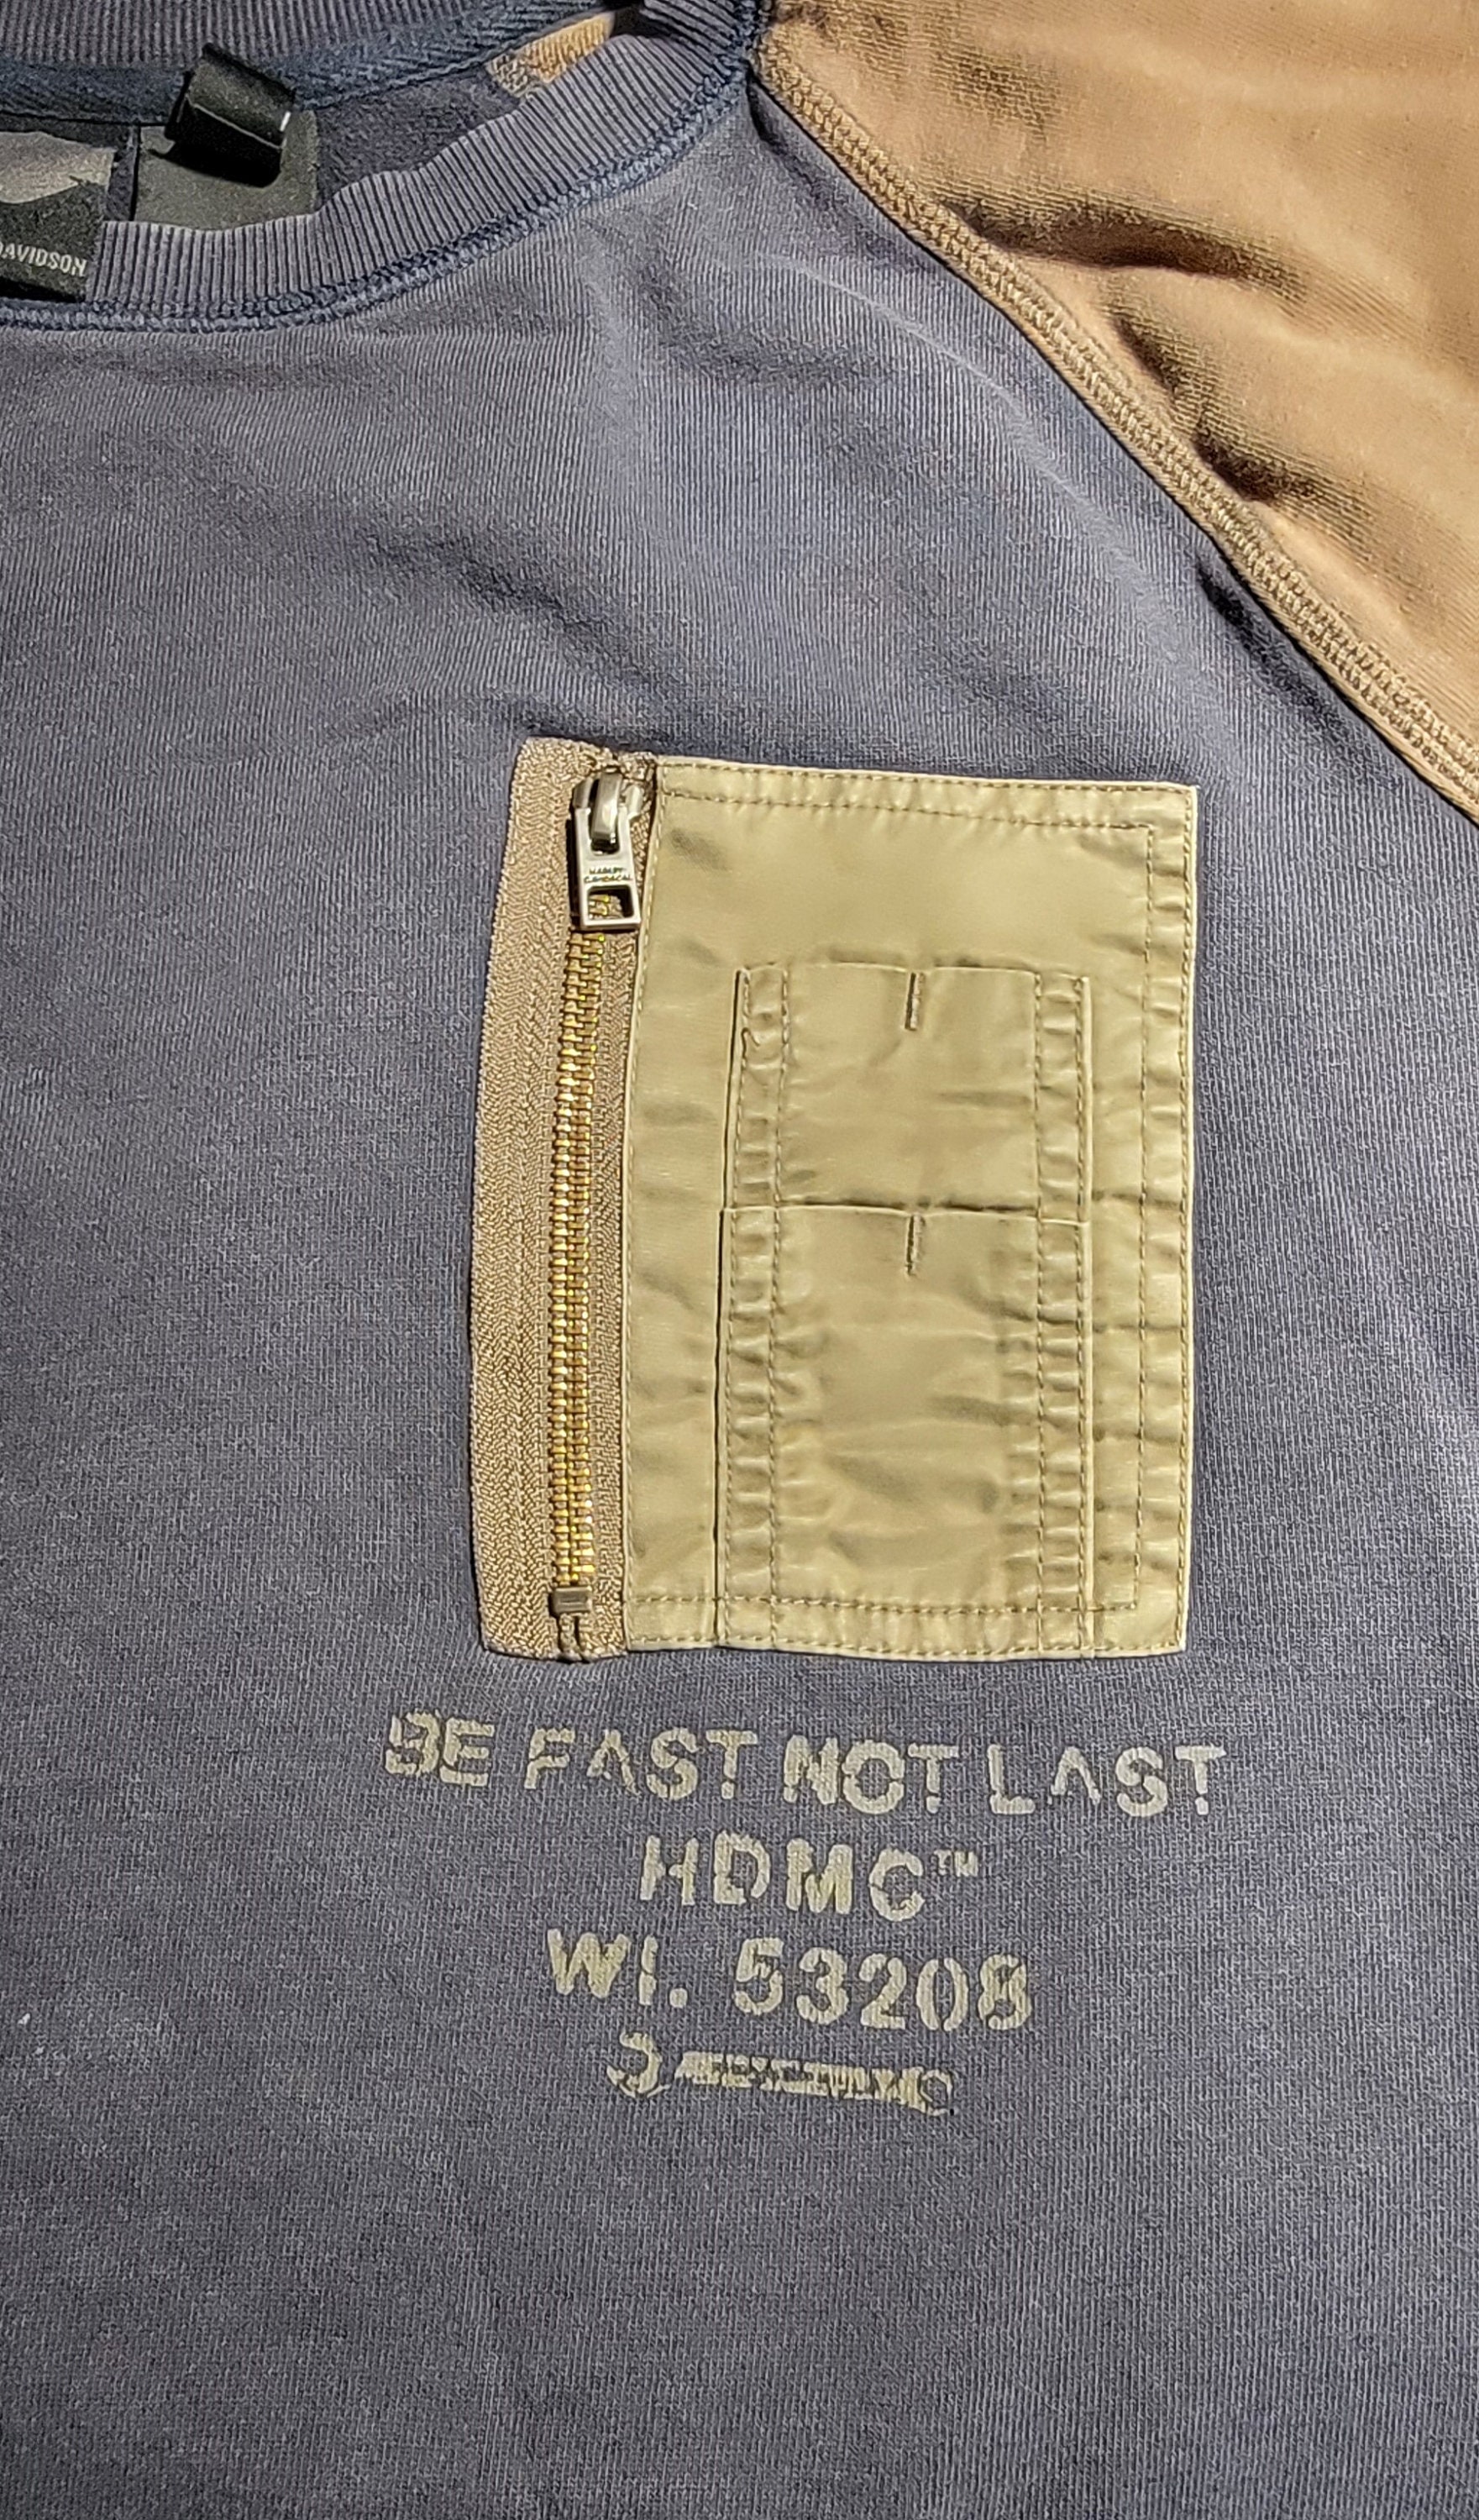 DAVIDSON
BE FAST NOT LAST
HDMC™
WI. 53208